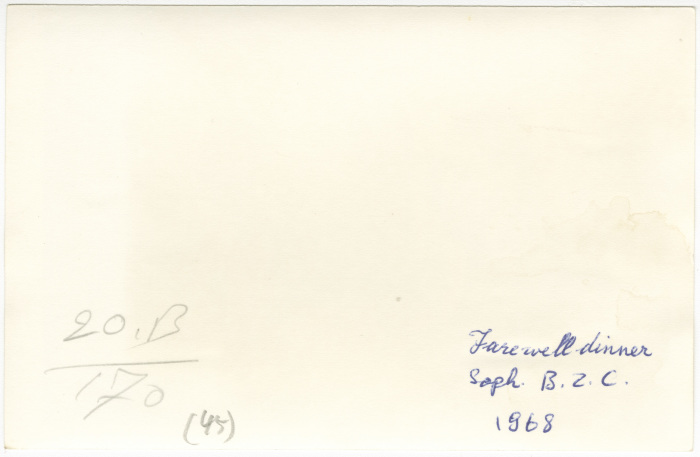 20.B
170
(45)
Farewell dinner
Soph. B. Z. C.
1968